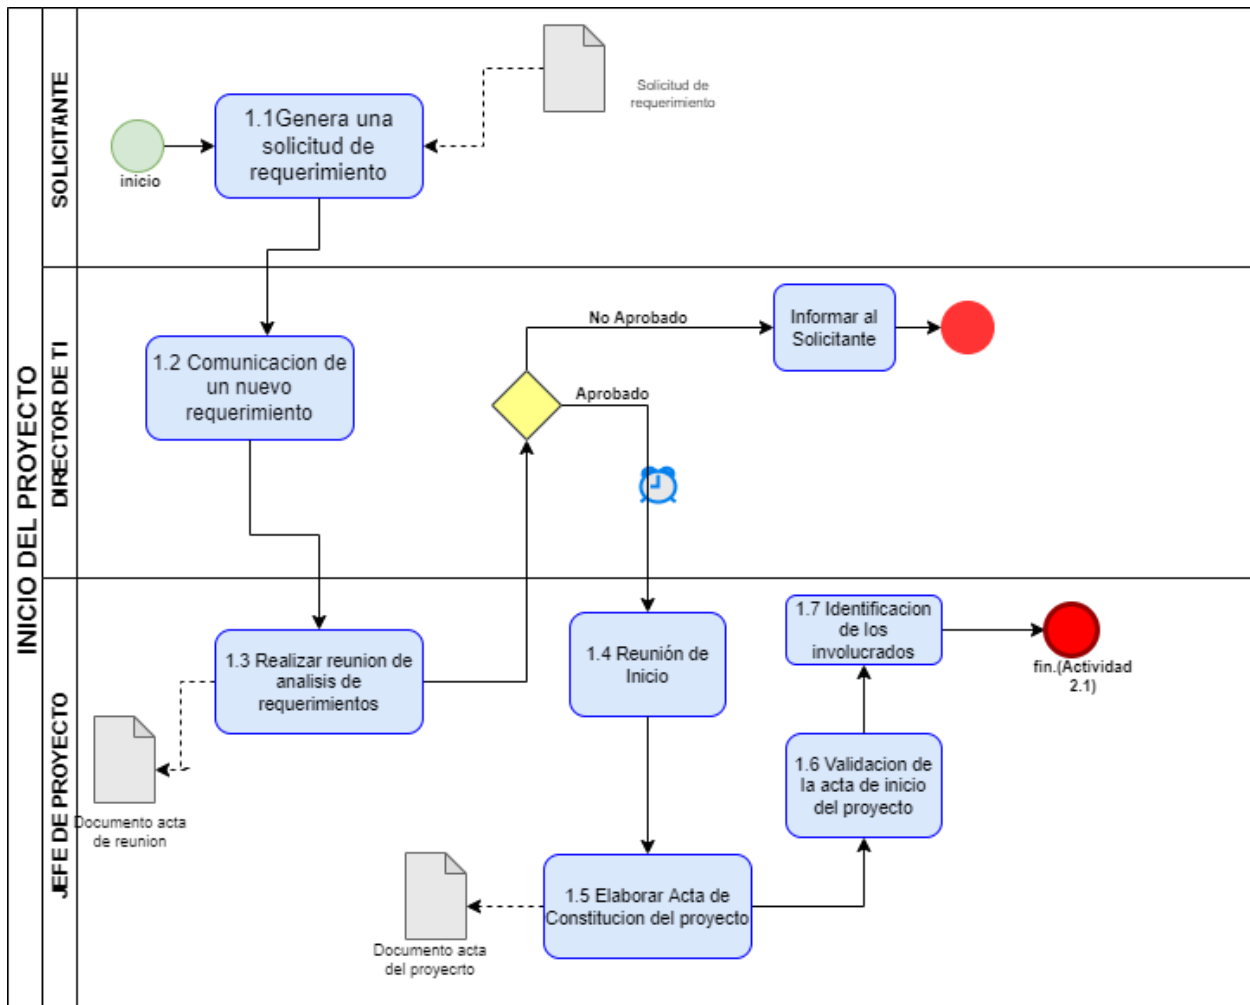 INICIO DEL PROYECTO
SOLICITANTE
inicio
1.1Genera una
solicitud de
requerimiento
Solicitud de
requerimiento
DIRECTOR DE TI
1.2 Comunicacion de
un nuevo
requerimiento
No Aprobado
Aprobado
Informar al
Solicitante
JEFE DE PROYECTO
1.3 Realizar reunion de
analisis de
requerimientos
Documento acta
de reunion
1.4 Reunión de
Inicio
1.5 Elaborar Acta de
Constitucion del proyecto
Documento acta
del proyecrto
1.6 Validacion de
la acta de inicio
del proyecto
1.7 Identificacion
de los
involucrados
fin.(Actividad
2.1)